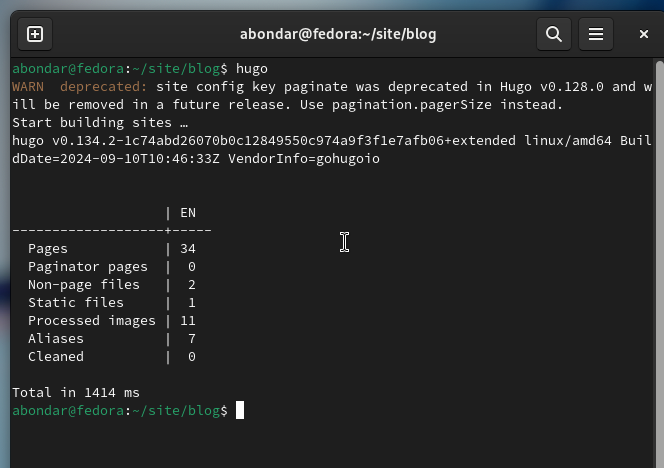 abondar@fedora:~/site/blog
abondar@fedora:~/site/blog$ hugo
WARN  deprecated: site config key paginate was deprecated in Hugo v0.128.0 and w
ill be removed in a future release. Use pagination.pagerSize instead.
Start building sites …
hugo v0.134.2-1c74abd26070b0c12849550c974a9f3f1e7afb06+extended linux/amd64 Buil
dDate=2024-09-10T10:46:33Z VendorInfo=gohugoio
                   | EN
-------------------+-----
  Pages            | 34
  Paginator pages  |  0
  Non-page files   |  2
  Static files     |  1
  Processed images | 11
  Aliases          |  7
  Cleaned          |  0
Total in 1414 ms
abondar@fedora:~/site/blog$